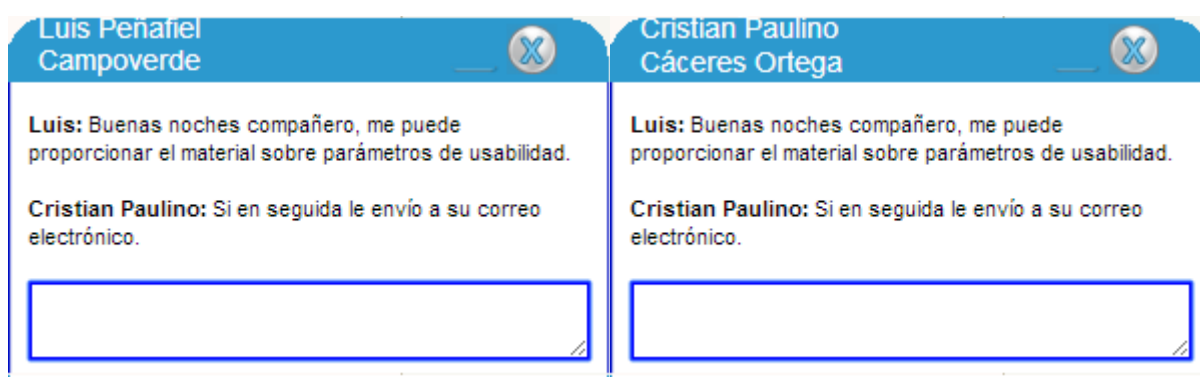 Luis Peñafiel
Campoverde
Luis: Buenas noches compañero, me puede
proporcionar el material sobre parámetros de usabilidad.
Cristian Paulino: Si en seguida le envío a su correo
electrónico.
Cristian Paulino
Cáceres Ortega
Luis: Buenas noches compañero, me puede
proporcionar el material sobre parámetros de usabilidad.
Cristian Paulino: Si en seguida le envío a su correo
electrónico.